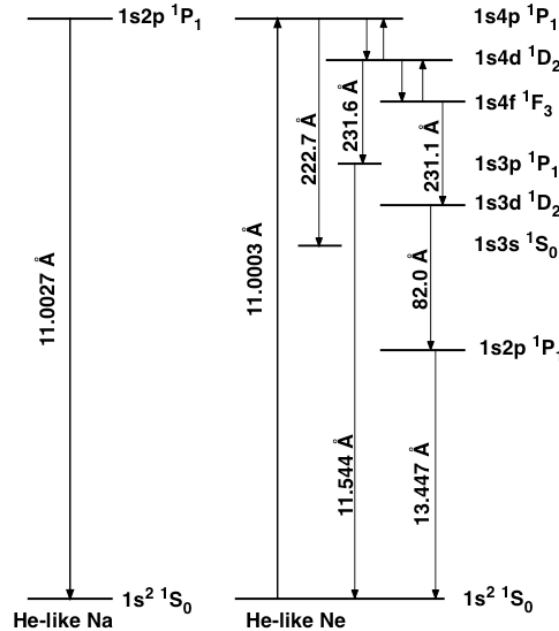 1s2p ¹P₁
1s4p ¹P₁
1s4d ¹D₂
1s4f ¹F₃
1s3p ¹P₁
1s3d ¹D₂
1s3s ¹S₀
1s2p ¹P₁
11.0027 Å
11.0003 Å
222.7 Å
231.6 Å
231.1 Å
82.0 Å
11.544 Å
13.447 Å
1s² ¹S₀
1s² ¹S₀
He-like Na
He-like Ne